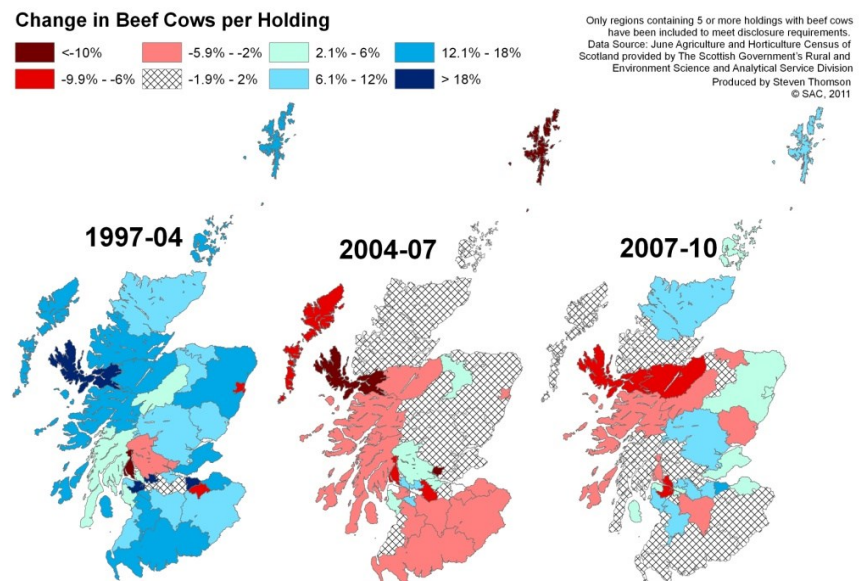 Change in Beef Cows per Holding
<-10%
-5.9% - -2%
2.1% - 6%
12.1% - 18%
-9.9% - -6%
-1.9% - 2%
6.1% - 12%
> 18%
Only regions containing 5 or more holdings with beef cows
have been included to meet disclosure requirements.
Data Source: June Agriculture and Horticulture Census of
Scotland provided by The Scottish Government's Rural and
Environment Science and Analytical Service Division
Produced by Steven Thomson
© SAC, 2011
1997-04
2004-07
2007-10